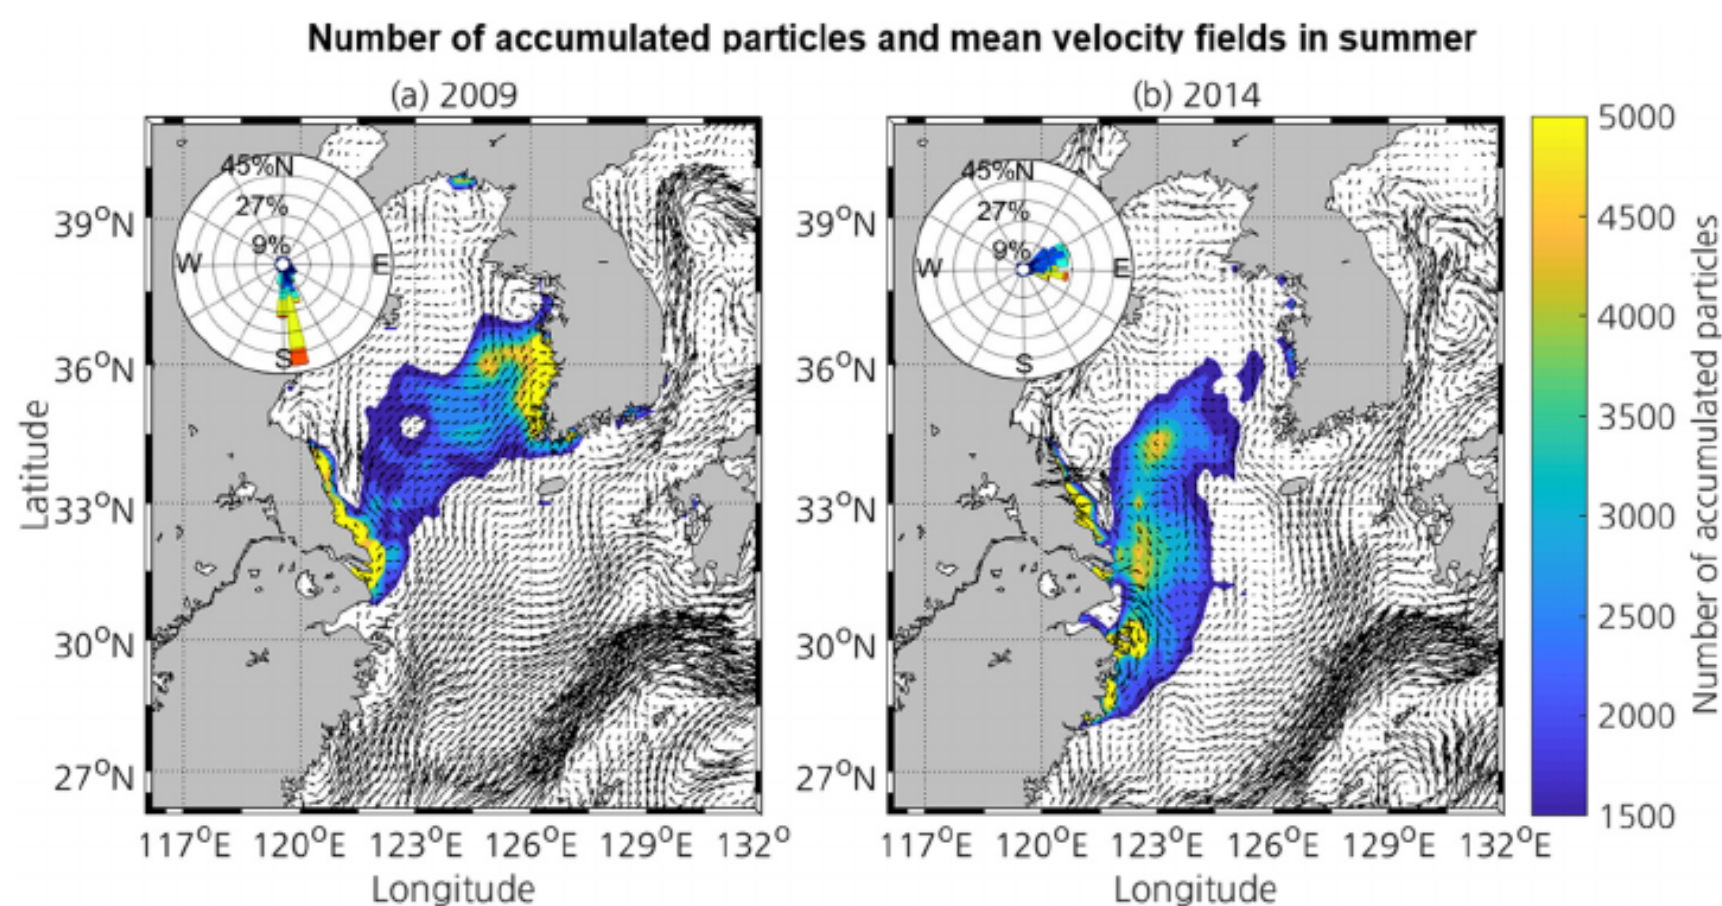 Number of accumulated particles and mean velocity fields in summer
(a) 2009
(b) 2014
45%N
27%
9%
W
E
S
45%N
27%
9%
W
E
S
39°N
36°N
33°N
30°N
27°N
39°N
36°N
33°N
30°N
27°N
Latitude
117°E 120°E 123°E 126°E 129°E 132°
117°E 120°E 123°E 126°E 129°E 132°E
Longitude
Longitude
5000
4500
4000
3500
3000
2500
2000
1500
Number of accumulated particles